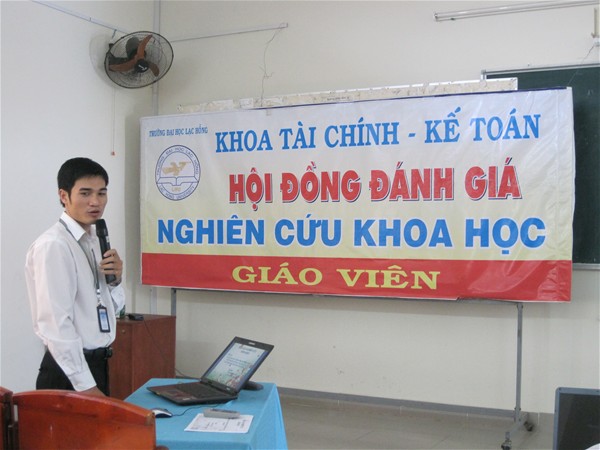 TRƯỜNG ĐẠI HỌC LẠC HỒNG
KHOA TÀI CHÍNH - KẾ TOÁN
HỘI ĐỒNG ĐÁNH GIÁ
NGHIÊN CỨU KHOA HỌC
GIÁO VIÊN